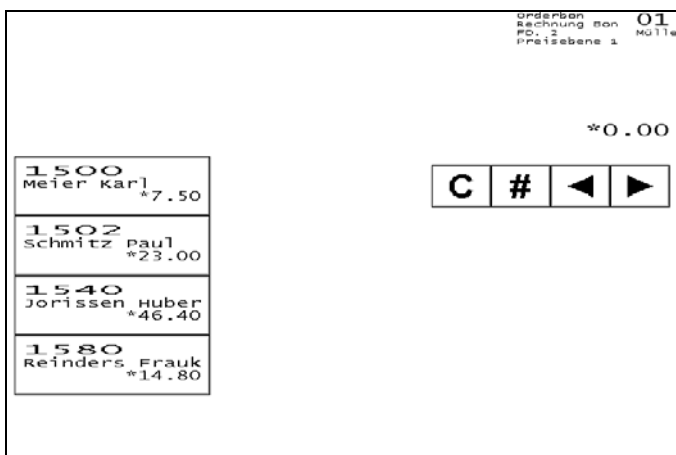 Orderbon
Rechnung Bon
PD. 2
Preisebene 1
01
Mülle
*0.00
1500
Meier Karl
*7.50
C # ◄ ►
1502
Schmitz Paul
*23.00
1540
Jorissen Huber
*46.40
1580
Reinders Frauk
*14.80